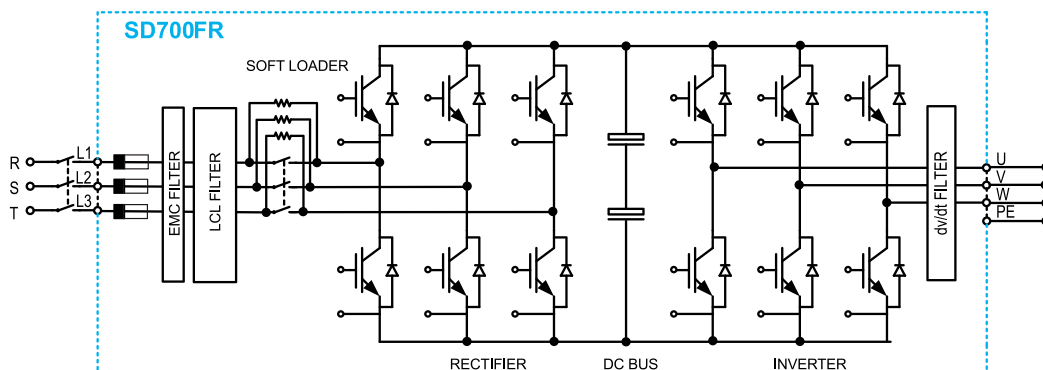 SD700FR
SOFT LOADER
R
S
T
L1
L2
L3
EMC FILTER
LCL FILTER
dv/dt FILTER
U
V
W
PE
RECTIFIER
DC BUS
INVERTER